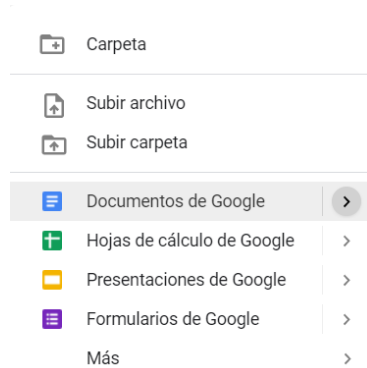 Carpeta
Subir archivo
Subir carpeta
Documentos de Google
Hojas de cálculo de Google
Presentaciones de Google
Formularios de Google
Más